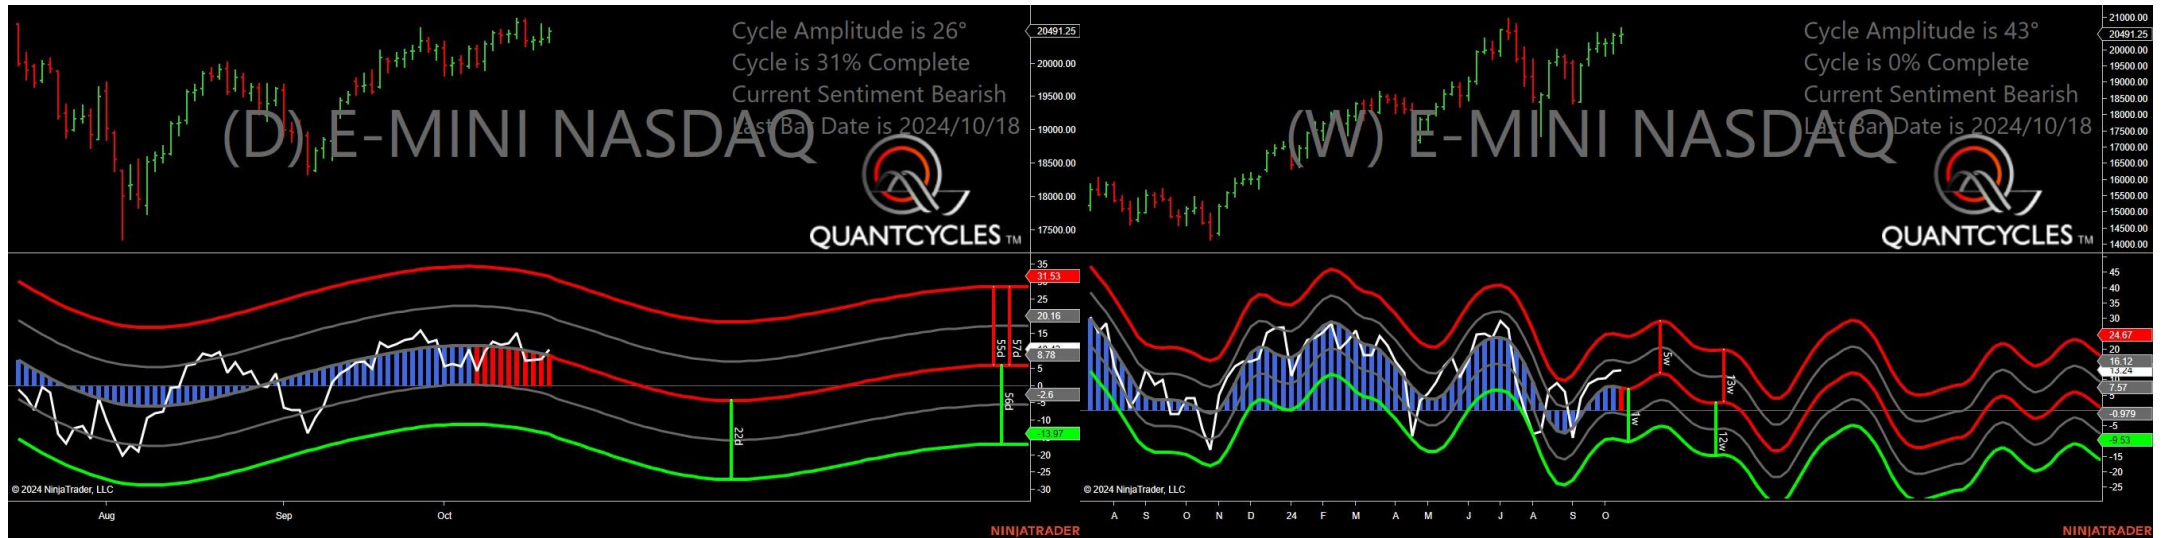 Cycle Amplitude is 26°
Cycle is 31% Complete
Current Sentiment Bearish
Last Bar Date is 2024/10/18
(D) E-MINI NASDAQ
QUANTCYCLES TM
20491.25
20000.00
19500.00
19000.00
18500.00
18000.00
17500.00
35
31.53
25
20.16
15
8.78
5
0
-2.6
-5
-10
-13.97
-20
-25
-30
55d
57d
56d
22d
© 2024 NinjaTrader, LLC
Aug
Sep
Oct
NINJATRADER
Cycle Amplitude is 43°
Cycle is 0% Complete
Current Sentiment Bearish
Last Bar Date is 2024/10/18
(W) E-MINI NASDAQ
QUANTCYCLES TM
21000.00
20491.25
20000.00
19500.00
19000.00
18500.00
18000.00
17500.00
17000.00
16500.00
16000.00
15500.00
15000.00
14500.00
14000.00
45
40
35
30
24.67
20
16.12
13.24
7.57
5
-0.979
-5
-9.53
-15
-20
-25
5w
13w
12w
© 2024 NinjaTrader, LLC
A
S
O
N
D
24
F
M
A
M
J
J
A
S
O
NINJATRADER